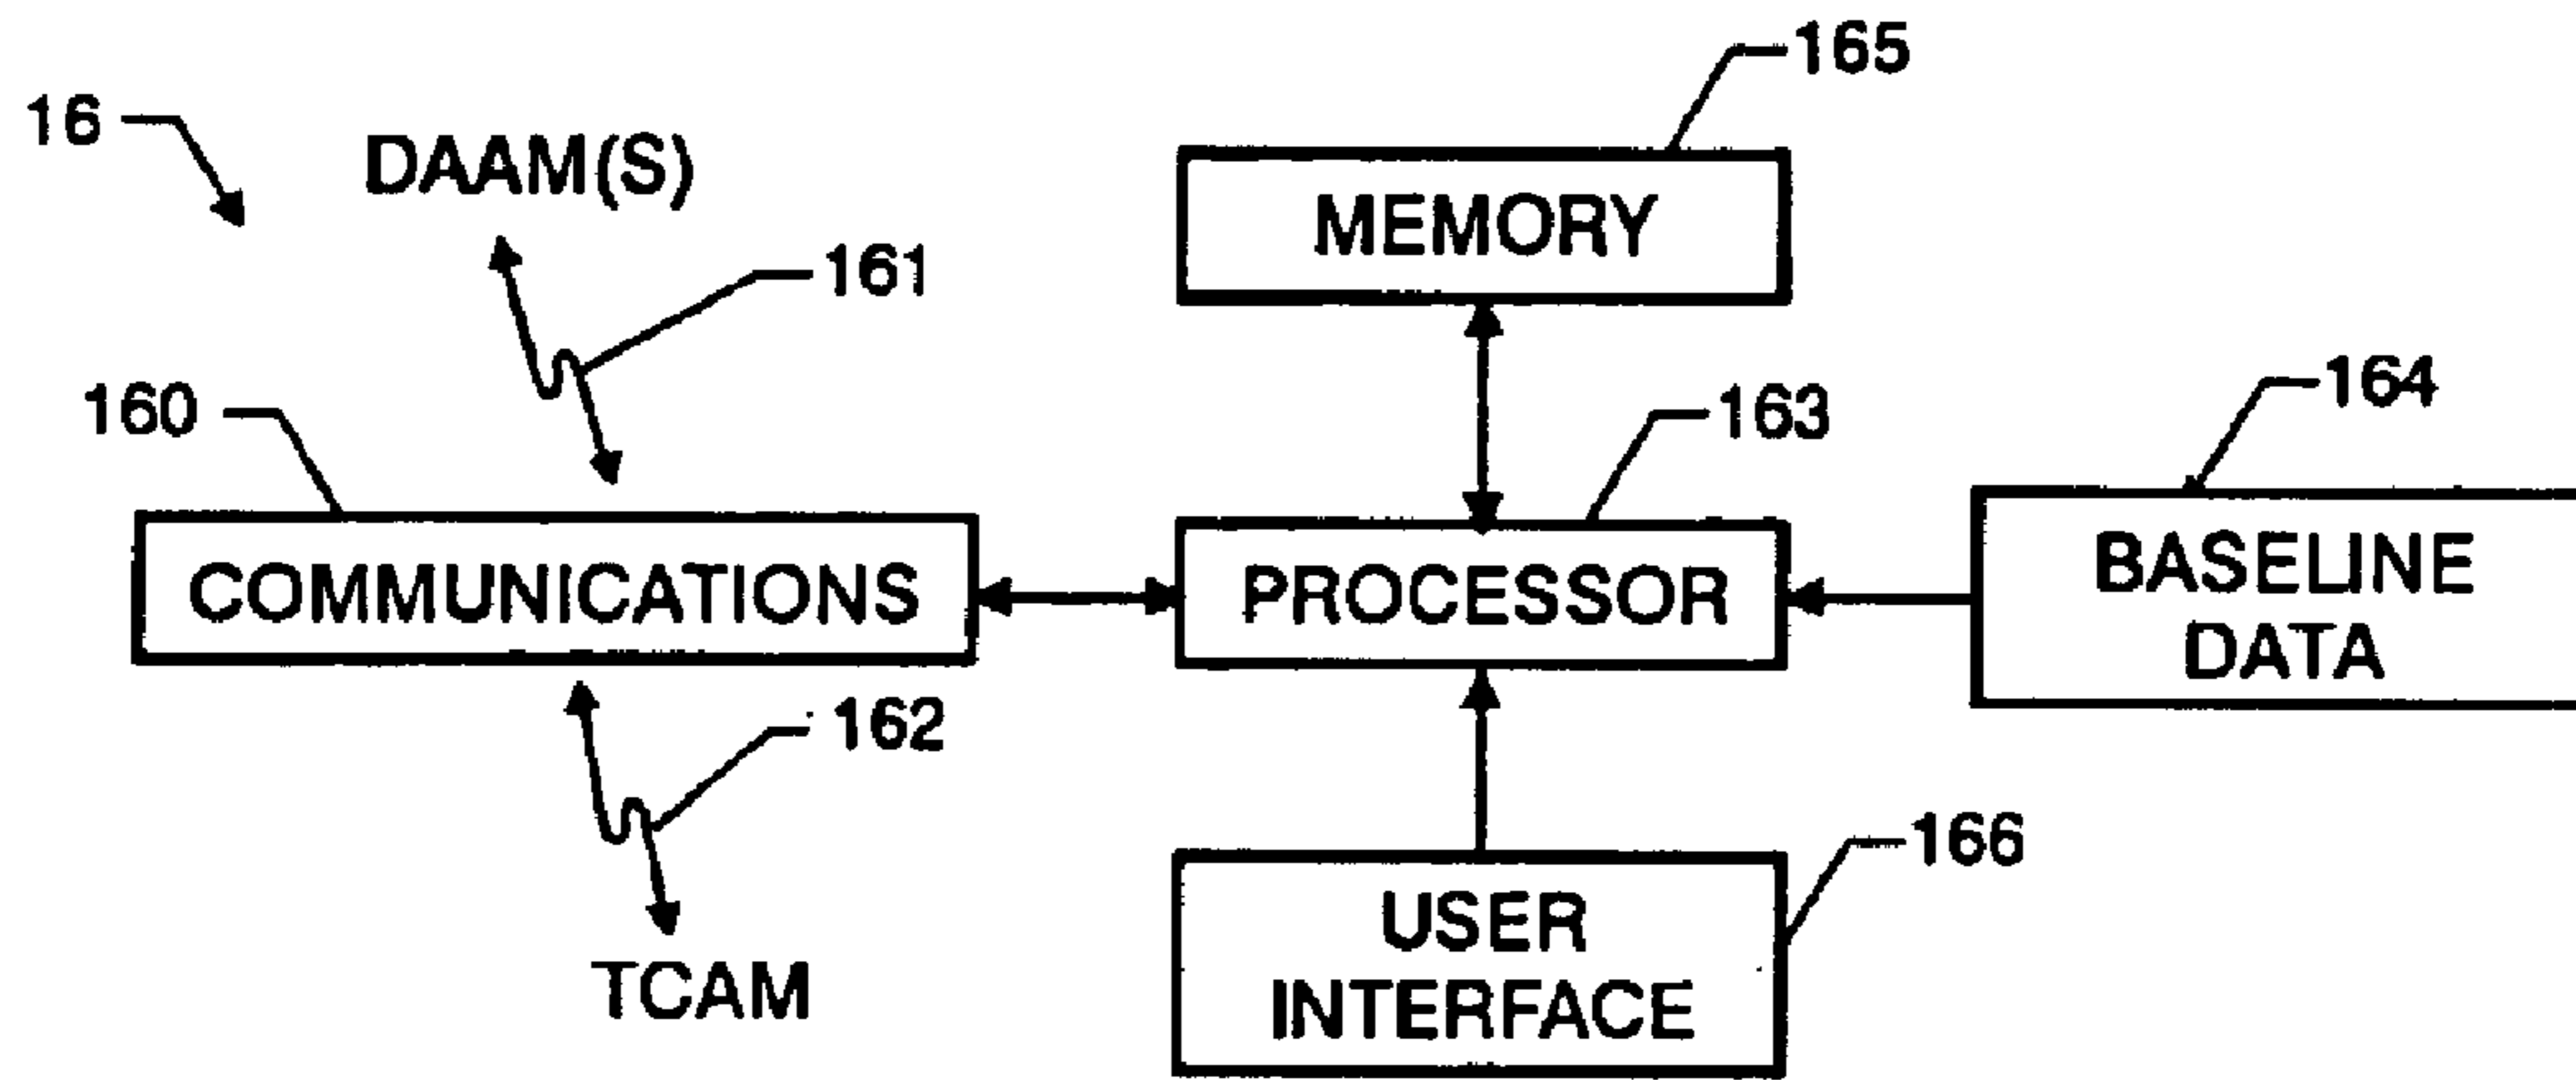 165
16
DAAM(S)
MEMORY
161
164
160
163
COMMUNICATIONS
PROCESSOR
BASELINE
DATA
162
166
USER
INTERFACE
TCAM